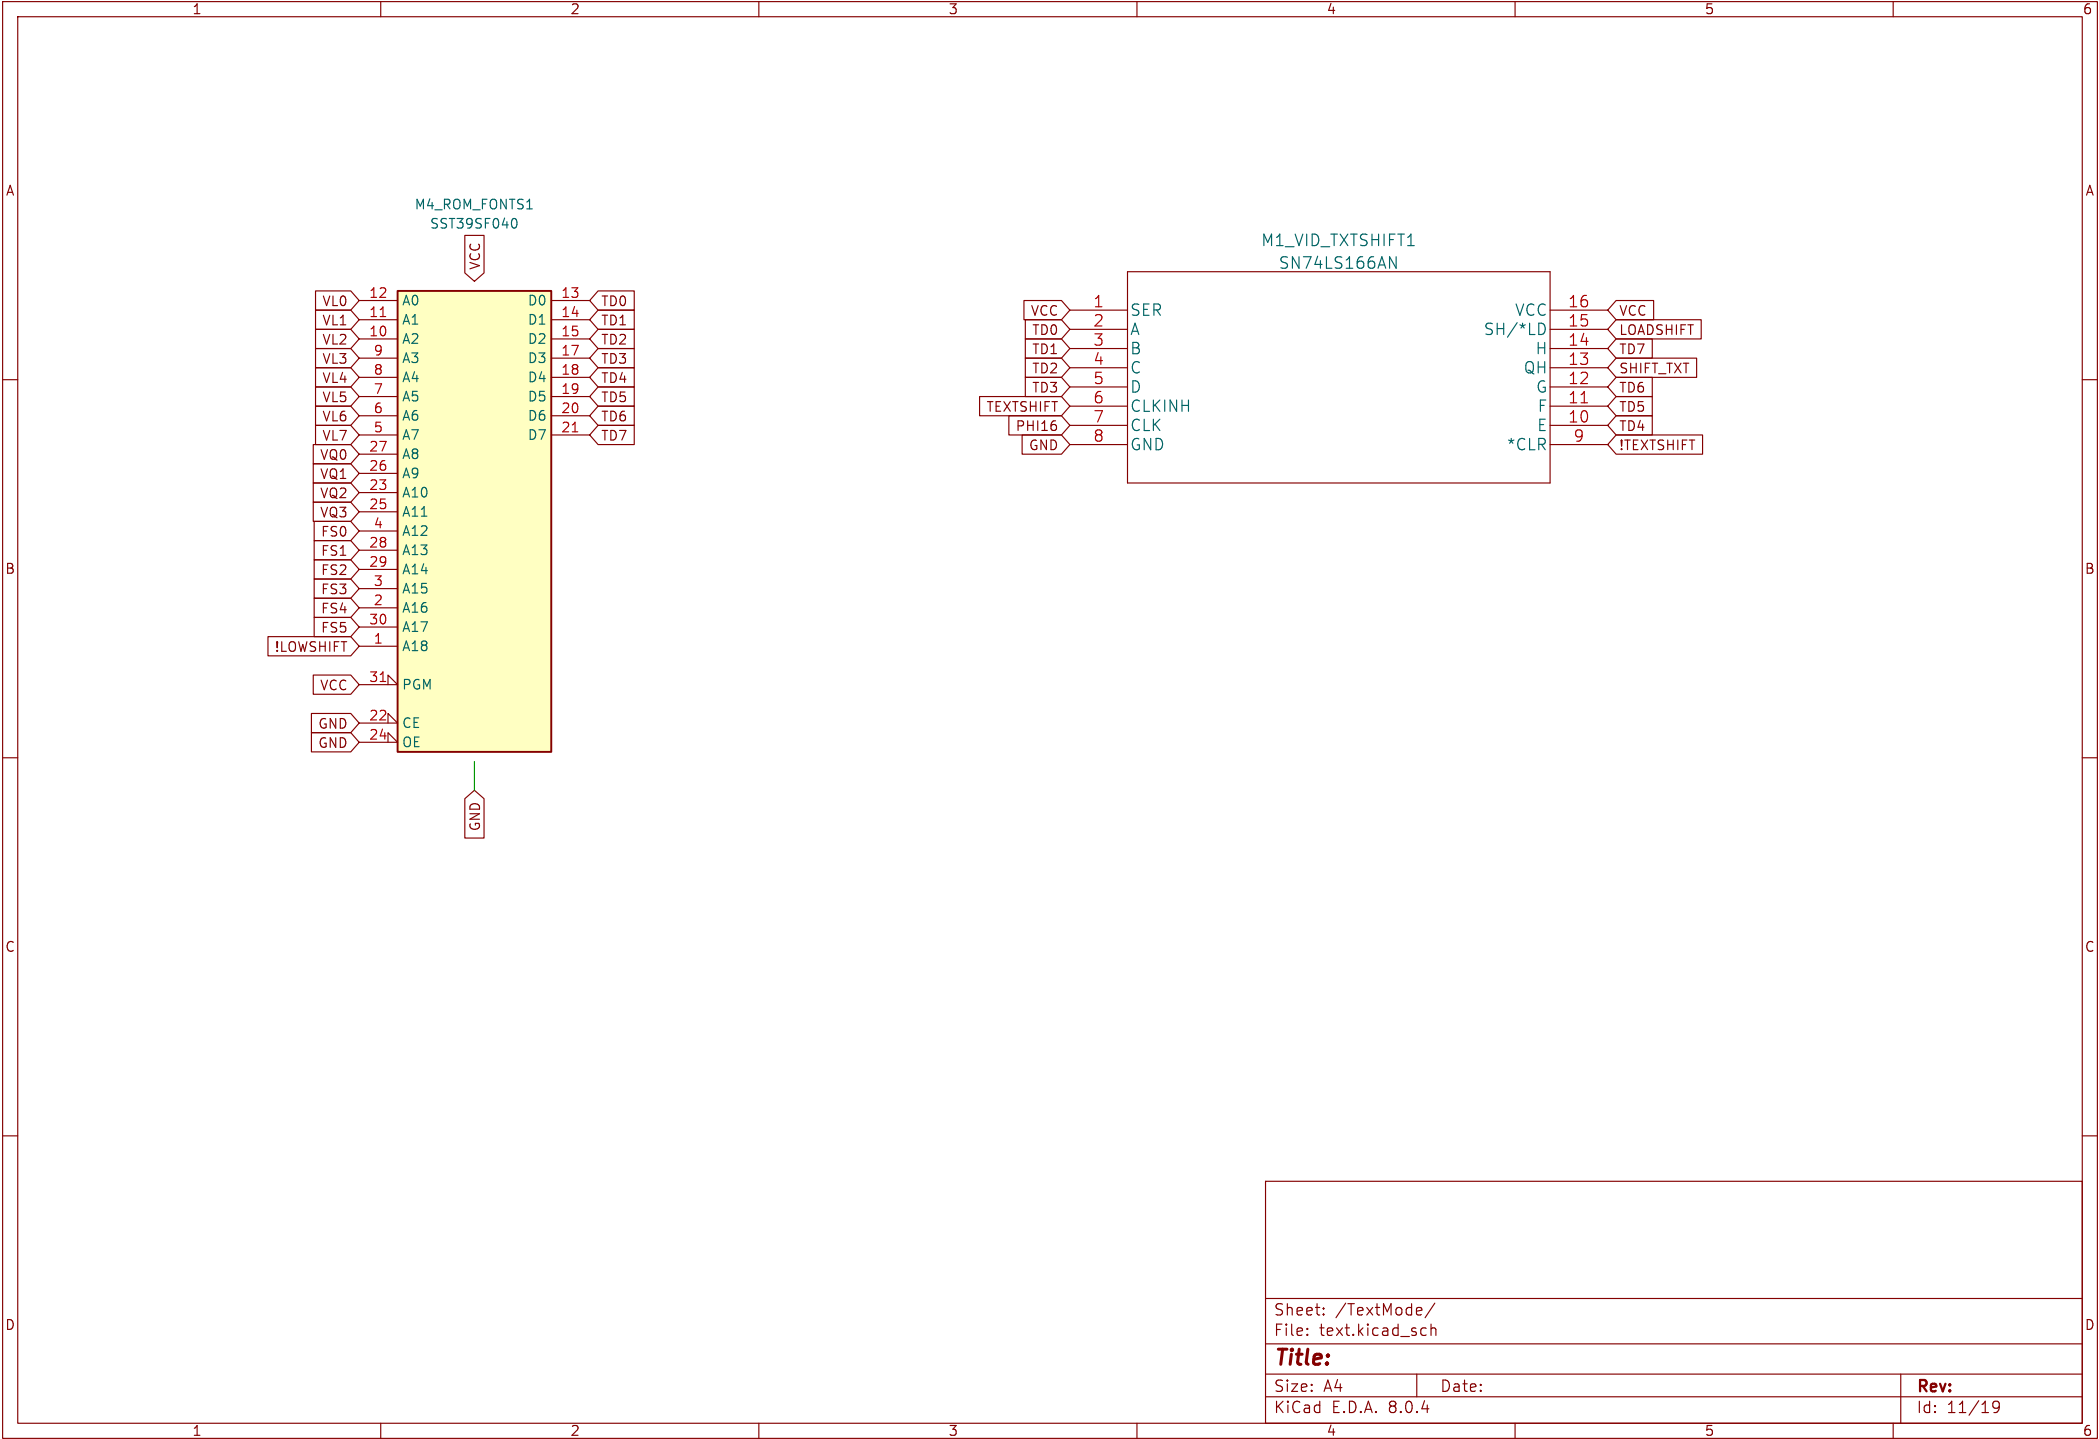 1 2 3 4 5 6
A A
M4_ROM_FONTS1
SST39SF040
VCC
VL0 12 A0 D0 13 TD0
VL1 11 A1 D1 14 TD1
VL2 10 A2 D2 15 TD2
VL3 9 A3 D3 17 TD3
VL4 8 A4 D4 18 TD4
VL5 7 A5 D5 19 TD5
VL6 6 A6 D6 20 TD6
VL7 5 A7 D7 21 TD7
VQ0 27 A8
VQ1 26 A9
VQ2 23 A10
VQ3 25 A11
FS0 4 A12
FS1 28 A13
FS2 29 A14
FS3 3 A15
FS4 2 A16
FS5 30 A17
!LOWSHIFT 1 A18
VCC 31 PGM
GND 22 CE
GND 24 OE
GND
M1_VID_TXTSHIFT1
SN74LS166AN
VCC 1 SER VCC 16 VCC
TD0 2 A SH/*LD 15 LOADSHIFT
TD1 3 B H 14 TD7
TD2 4 C QH 13 SHIFT_TXT
TD3 5 D G 12 TD6
TEXTSHIFT 6 CLKINH F 11 TD5
PHI16 7 CLK E 10 TD4
GND 8 GND *CLR 9 !TEXTSHIFT
B B
C C
D D
Sheet: /TextMode/
File: text.kicad_sch
Title:
Size: A4 Date: Rev:
KiCad E.D.A. 8.0.4 Id: 11/19
1 2 3 4 5 6